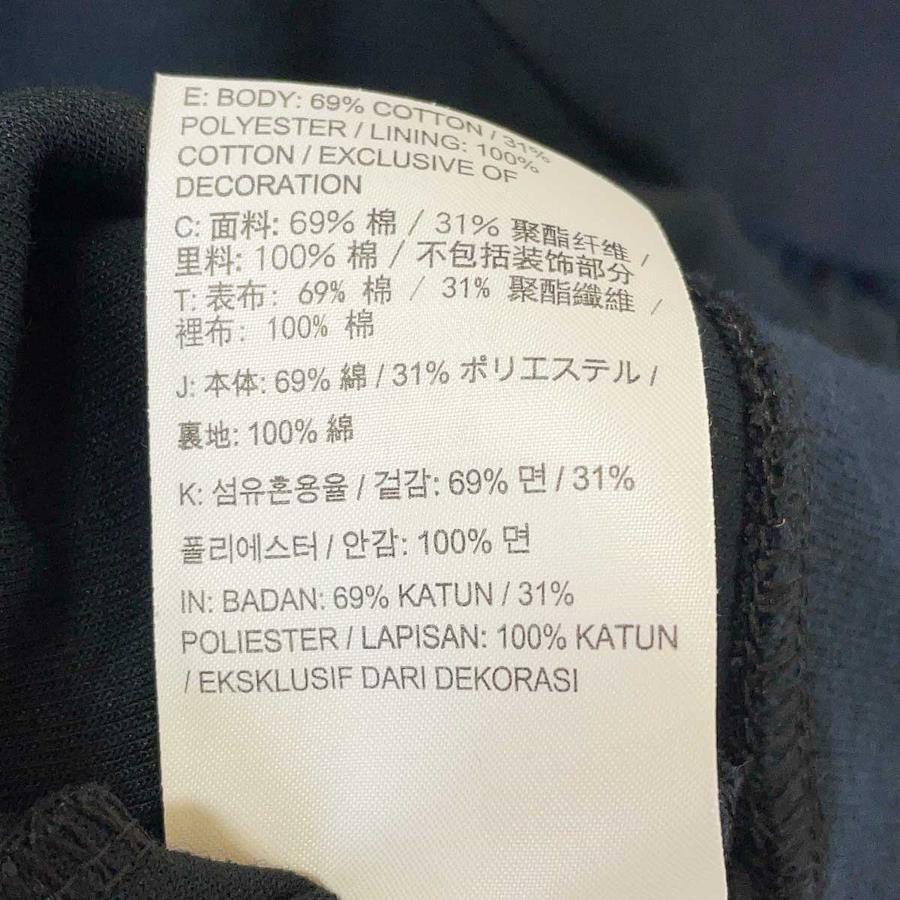 E: BODY: 69% COTTON / 31%
POLYESTER / LINING: 100%
COTTON / EXCLUSIVE OF
DECORATION
C: 面料: 69% 棉 / 31% 聚酯纤维 /
里料: 100% 棉 / 不包括装饰部分
T: 表布: 69% 棉 / 31% 聚酯纖維 /
裡布: 100% 棉
J: 本体: 69% 綿 / 31% ポリエステル /
裏地: 100% 綿
K: 섬유혼용율 / 겉감: 69% 면 / 31%
폴리에스터 / 안감: 100% 면
IN: BADAN: 69% KATUN / 31%
POLIESTER / LAPISAN: 100% KATUN
/ EKSKLUSIF DARI DEKORASI